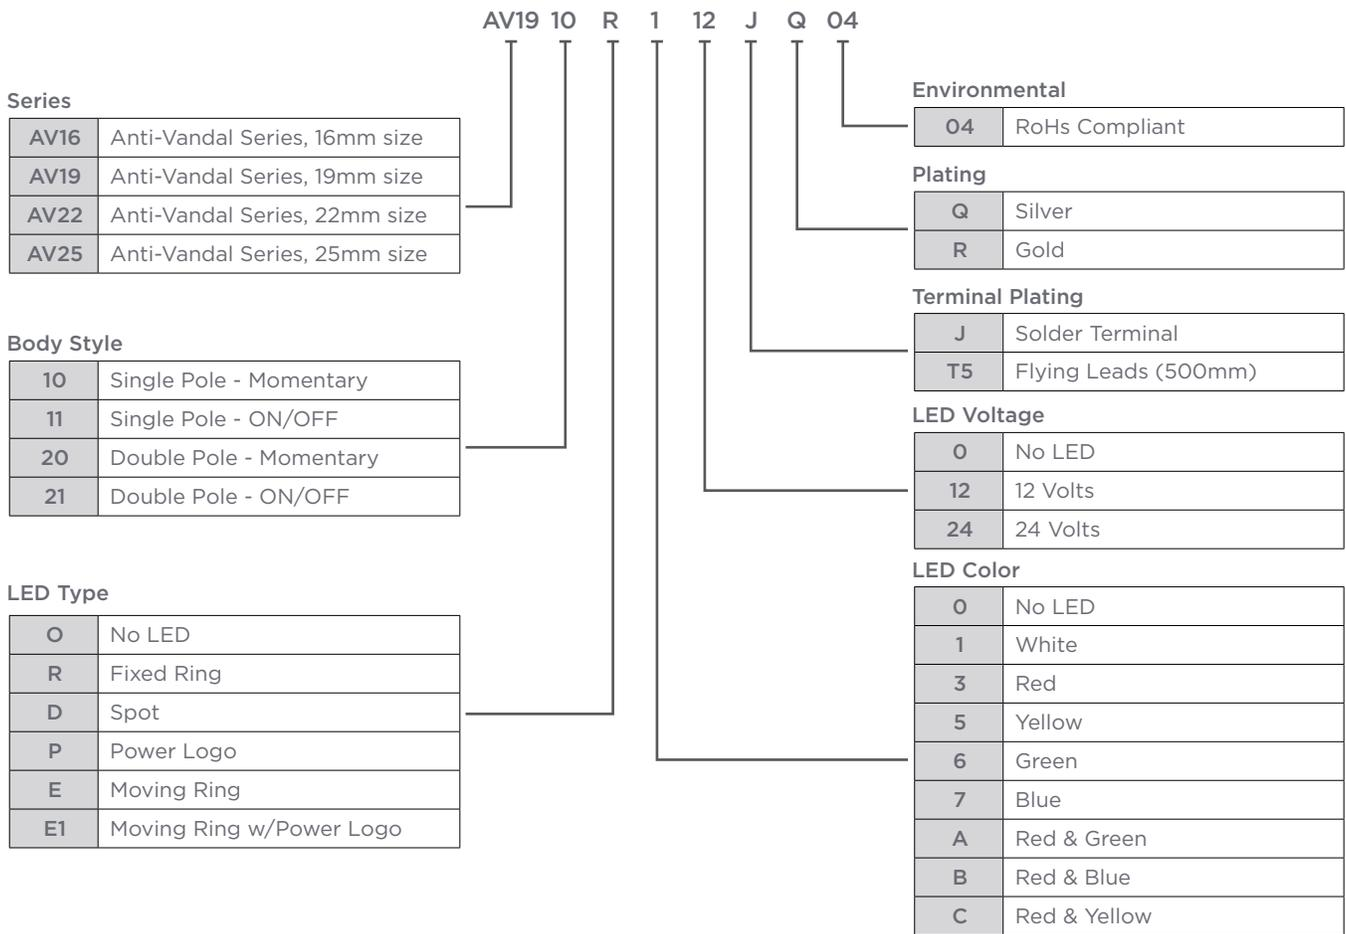 AV19 10 R 1 12 J Q 04
Series
AV16 Anti-Vandal Series, 16mm size
AV19 Anti-Vandal Series, 19mm size
AV22 Anti-Vandal Series, 22mm size
AV25 Anti-Vandal Series, 25mm size
Body Style
10 Single Pole - Momentary
11 Single Pole - ON/OFF
20 Double Pole - Momentary
21 Double Pole - ON/OFF
LED Type
O No LED
R Fixed Ring
D Spot
P Power Logo
E Moving Ring
E1 Moving Ring w/Power Logo
Environmental
04 RoHs Compliant
Plating
Q Silver
R Gold
Terminal Plating
J Solder Terminal
T5 Flying Leads (500mm)
LED Voltage
0 No LED
12 12 Volts
24 24 Volts
LED Color
0 No LED
1 White
3 Red
5 Yellow
6 Green
7 Blue
A Red & Green
B Red & Blue
C Red & Yellow